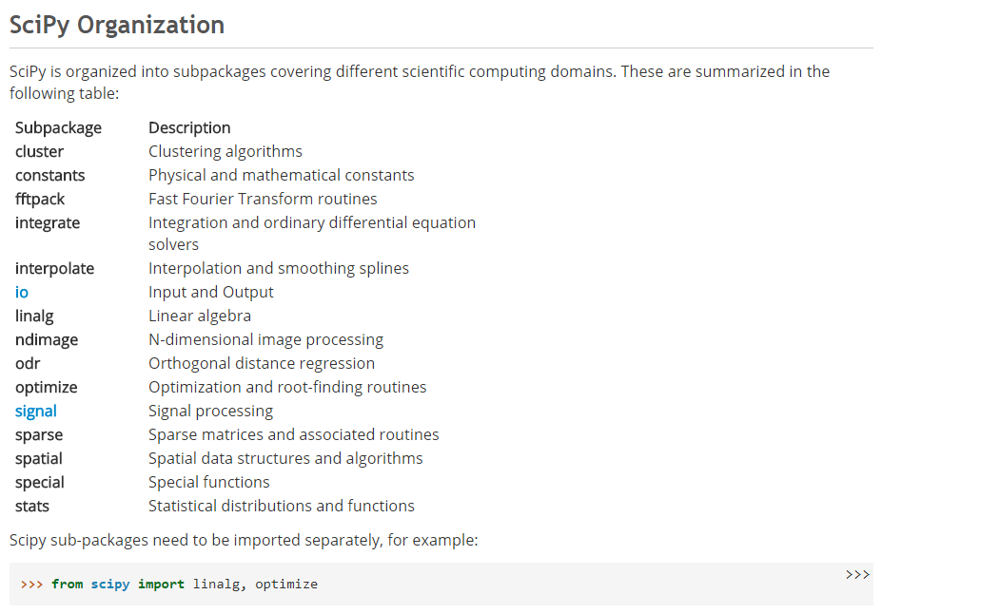 SciPy Organization
SciPy is organized into subpackages covering different scientific computing domains. These are summarized in the
following table:
Subpackage Description
cluster Clustering algorithms
constants Physical and mathematical constants
fftpack Fast Fourier Transform routines
integrate Integration and ordinary differential equation
solvers
interpolate Interpolation and smoothing splines
io Input and Output
linalg Linear algebra
ndimage N-dimensional image processing
odr Orthogonal distance regression
optimize Optimization and root-finding routines
signal Signal processing
sparse Sparse matrices and associated routines
spatial Spatial data structures and algorithms
special Special functions
stats Statistical distributions and functions
Scipy sub-packages need to be imported separately, for example:
>>>
>>> from scipy import linalg, optimize